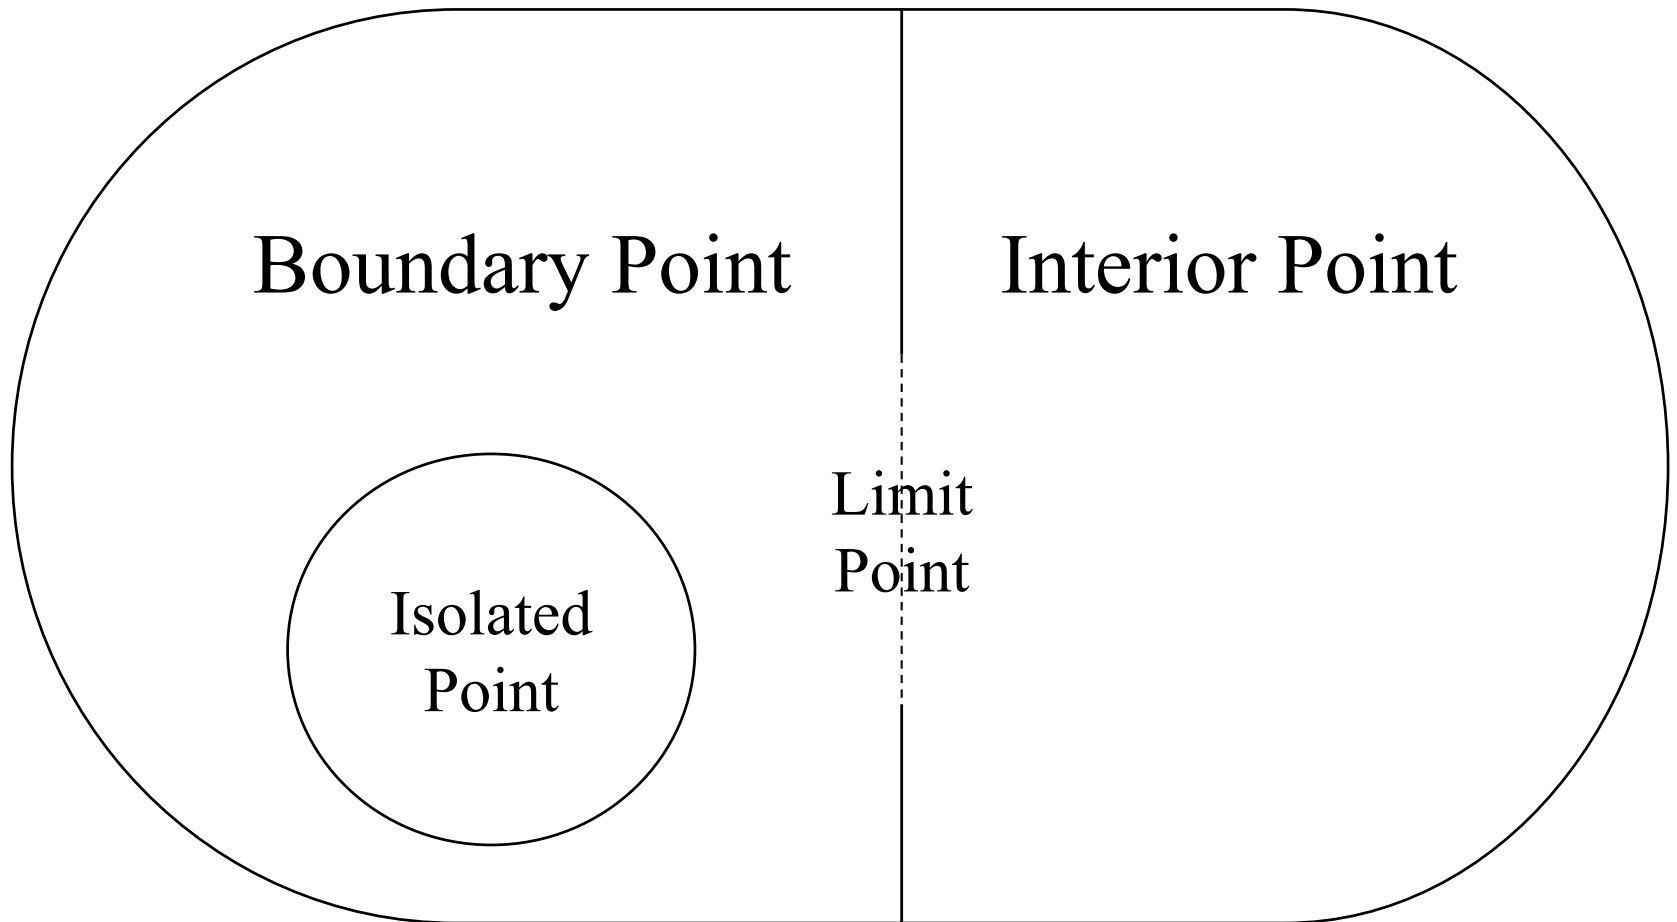 Boundary Point
Interior Point
Limit
Point
Isolated
Point